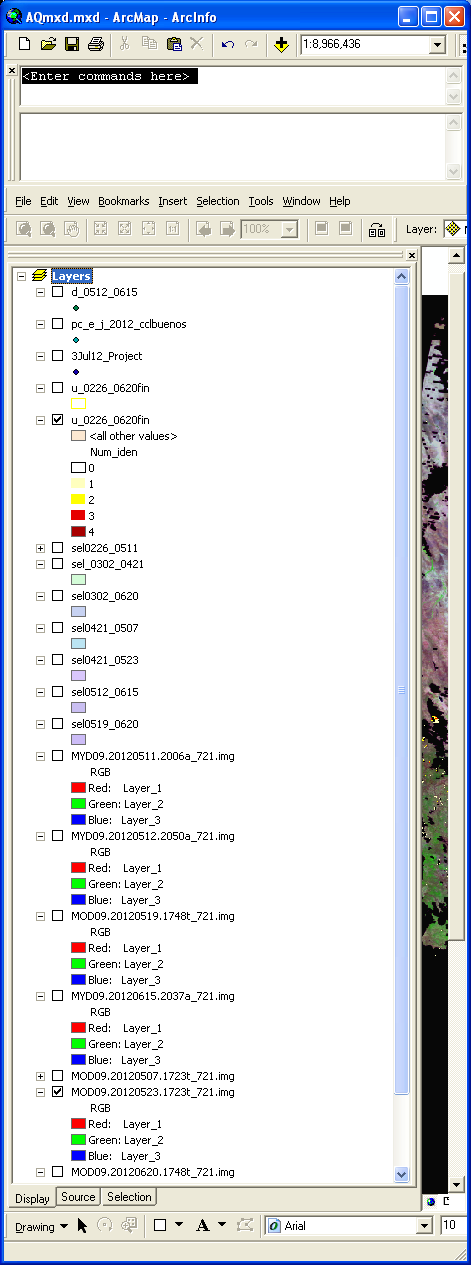 AQmxd.mxd - ArcMap - ArcInfo
1:8,966,436
<Enter commands here>
File Edit View Bookmarks Insert Selection Tools Window Help
1:1 100% Layer:
Layers
d_0512_0615
pc_e_j_2012_cclbuenos
3Jul12_Project
u_0226_0620fin
u_0226_0620fin
<all other values>
Num_iden
0
1
2
3
4
sel0226_0511
sel_0302_0421
sel0302_0620
sel0421_0507
sel0421_0523
sel0512_0615
sel0519_0620
MYD09.20120511.2006a_721.img
RGB
Red: Layer_1
Green: Layer_2
Blue: Layer_3
MYD09.20120512.2050a_721.img
RGB
Red: Layer_1
Green: Layer_2
Blue: Layer_3
MOD09.20120519.1748t_721.img
RGB
Red: Layer_1
Green: Layer_2
Blue: Layer_3
MYD09.20120615.2037a_721.img
RGB
Red: Layer_1
Green: Layer_2
Blue: Layer_3
MOD09.20120507.1723t_721.img
MOD09.20120523.1723t_721.img
RGB
Red: Layer_1
Green: Layer_2
Blue: Layer_3
MOD09.20120620.1748t_721.img
Display Source Selection
Drawing A Arial 10